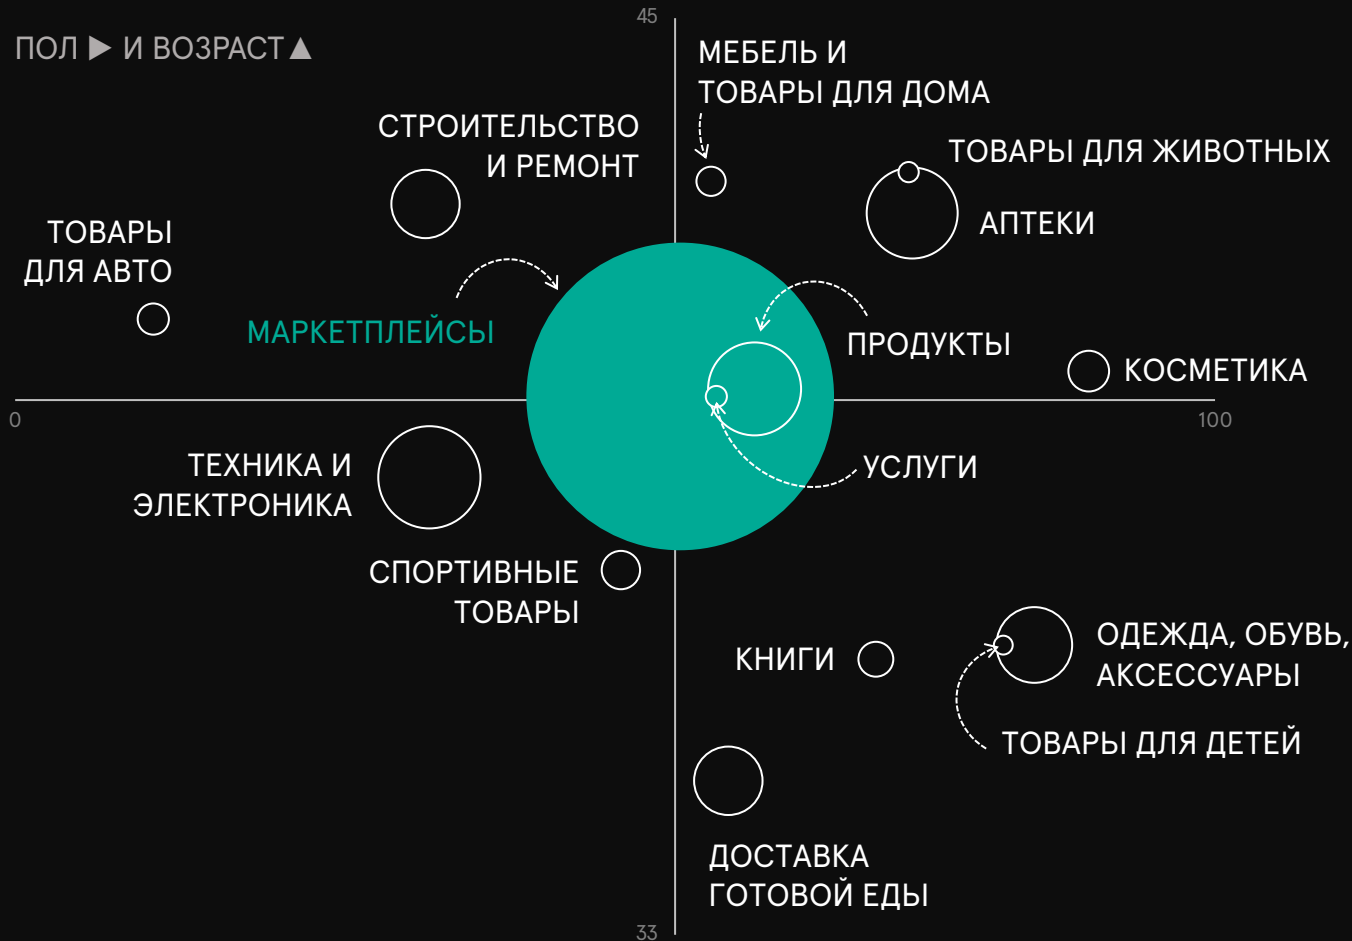 45
ПОЛ ▶ И ВОЗРАСТ▲
МЕБЕЛЬ И
ТОВАРЫ ДЛЯ ДОМА
СТРОИТЕЛЬСТВО
И РЕМОНТ
ТОВАРЫ ДЛЯ ЖИВОТНЫХ
АПТЕКИ
ТОВАРЫ
ДЛЯ АВТО
МАРКЕТПЛЕЙСЫ
ПРОДУКТЫ
КОСМЕТИКА
0
100
ТЕХНИКА И
ЭЛЕКТРОНИКА
УСЛУГИ
СПОРТИВНЫЕ
ТОВАРЫ
КНИГИ
ОДЕЖДА, ОБУВЬ,
АКСЕССУАРЫ
ТОВАРЫ ДЛЯ ДЕТЕЙ
ДОСТАВКА
ГОТОВОЙ ЕДЫ
33